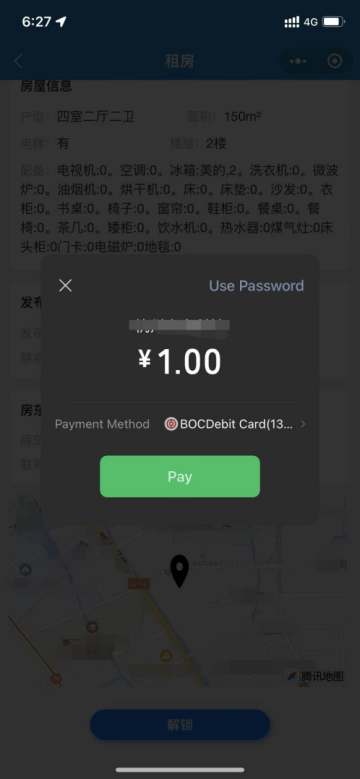 6:27
4G
租房
房屋信息
户型：四室二厅二卫 面积：150m²
电梯：有 楼层：2楼
配备：电视机:0。空调:0。冰箱:美的,2。洗衣机:0。微波
炉:0。油烟机:0。烘干机:0。床:0。床垫:0。沙发:0。衣
柜:0。书桌:0。椅子:0。窗帘:0。鞋柜:0。餐桌:0。餐
椅:0。茶几:0。矮柜:0。饮水机:0。热水器:0煤气灶:0床
头柜:0门卡:0电磁炉:0地毯:0
发布
发布
联系
Use Password
¥1.00
房东
房东
联系
Payment Method BOCDebit Card(13...
Pay
腾讯地图
解锁